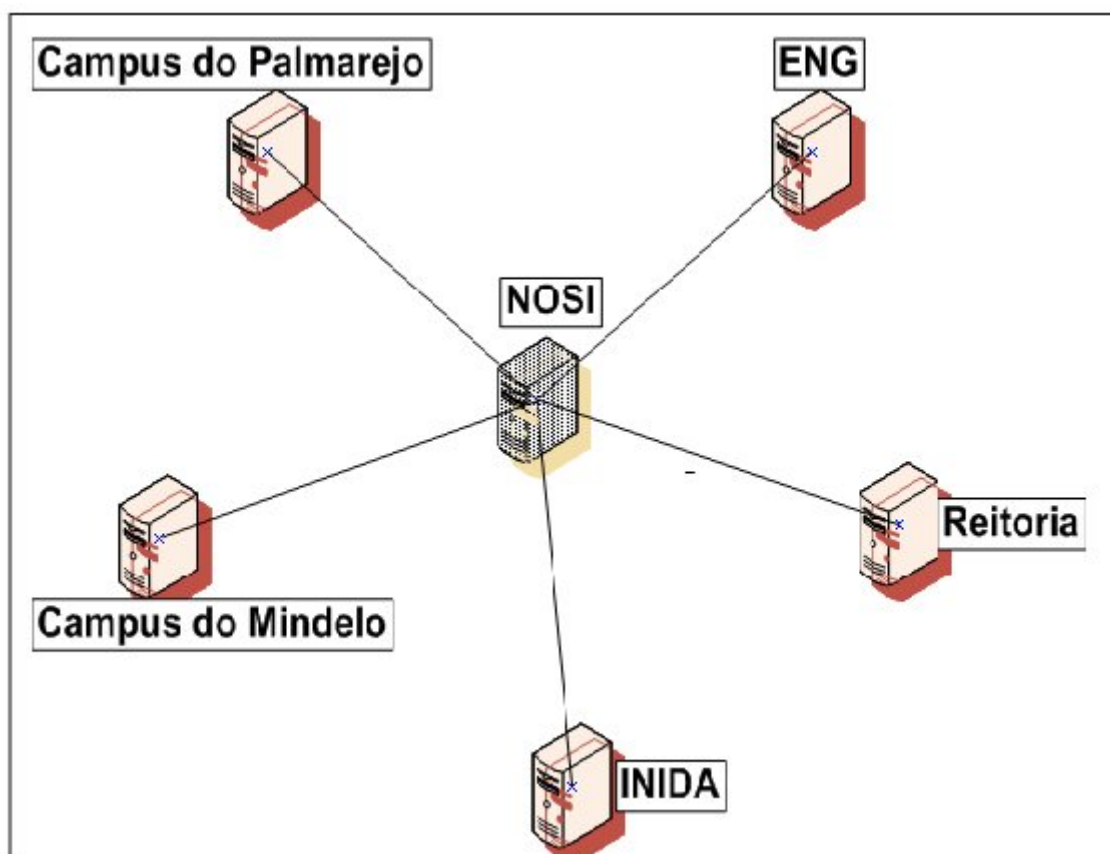 Campus do Palmarejo
ENG
NOSI
Reitoria
Campus do Mindelo
INIDA